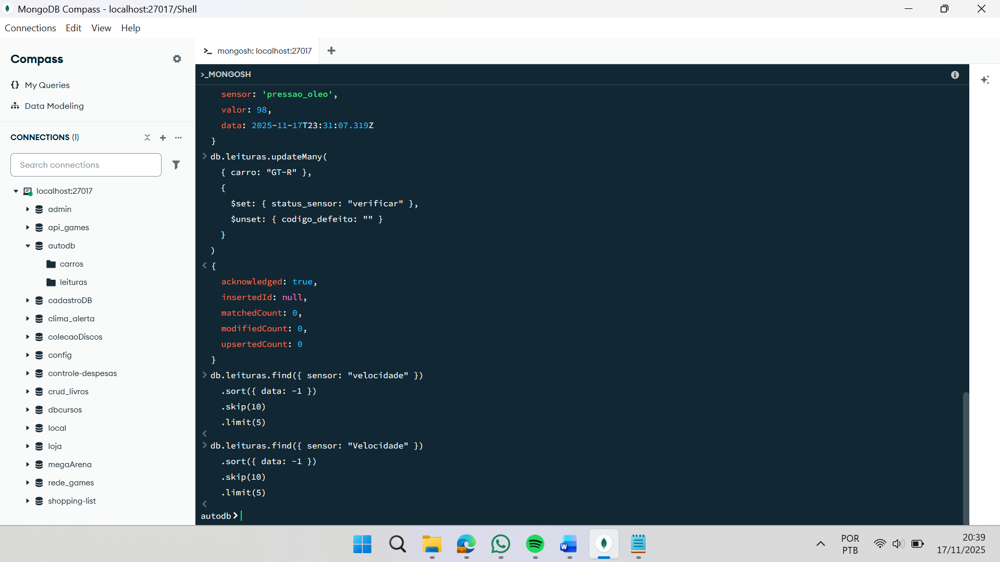 MongoDB Compass - localhost:27017/Shell
Connections Edit View Help
Compass
My Queries
Data Modeling
CONNECTIONS (1)
Search connections
localhost:27017
admin
api_games
autodb
carros
leituras
cadastroDB
clima_alerta
colecaoDiscos
config
controle-despesas
crud_livros
dbcursos
local
loja
megaArena
rede_games
shopping-list
mongosh: localhost:27017
>_MONGOSH
sensor: 'pressao_oleo',
valor: 98,
data: 2025-11-17T23:31:07.319Z
}
db.leituras.updateMany(
{ carro: "GT-R" },
{
$set: { status_sensor: "verificar" },
$unset: { codigo_defeito: "" }
}
)
{
acknowledged: true,
insertedId: null,
matchedCount: 0,
modifiedCount: 0,
upsertedCount: 0
}
db.leituras.find({ sensor: "velocidade" })
.sort({ data: -1 })
.skip(10)
.limit(5)
db.leituras.find({ sensor: "Velocidade" })
.sort({ data: -1 })
.skip(10)
.limit(5)
autodb>
POR
PTB
20:39
17/11/2025